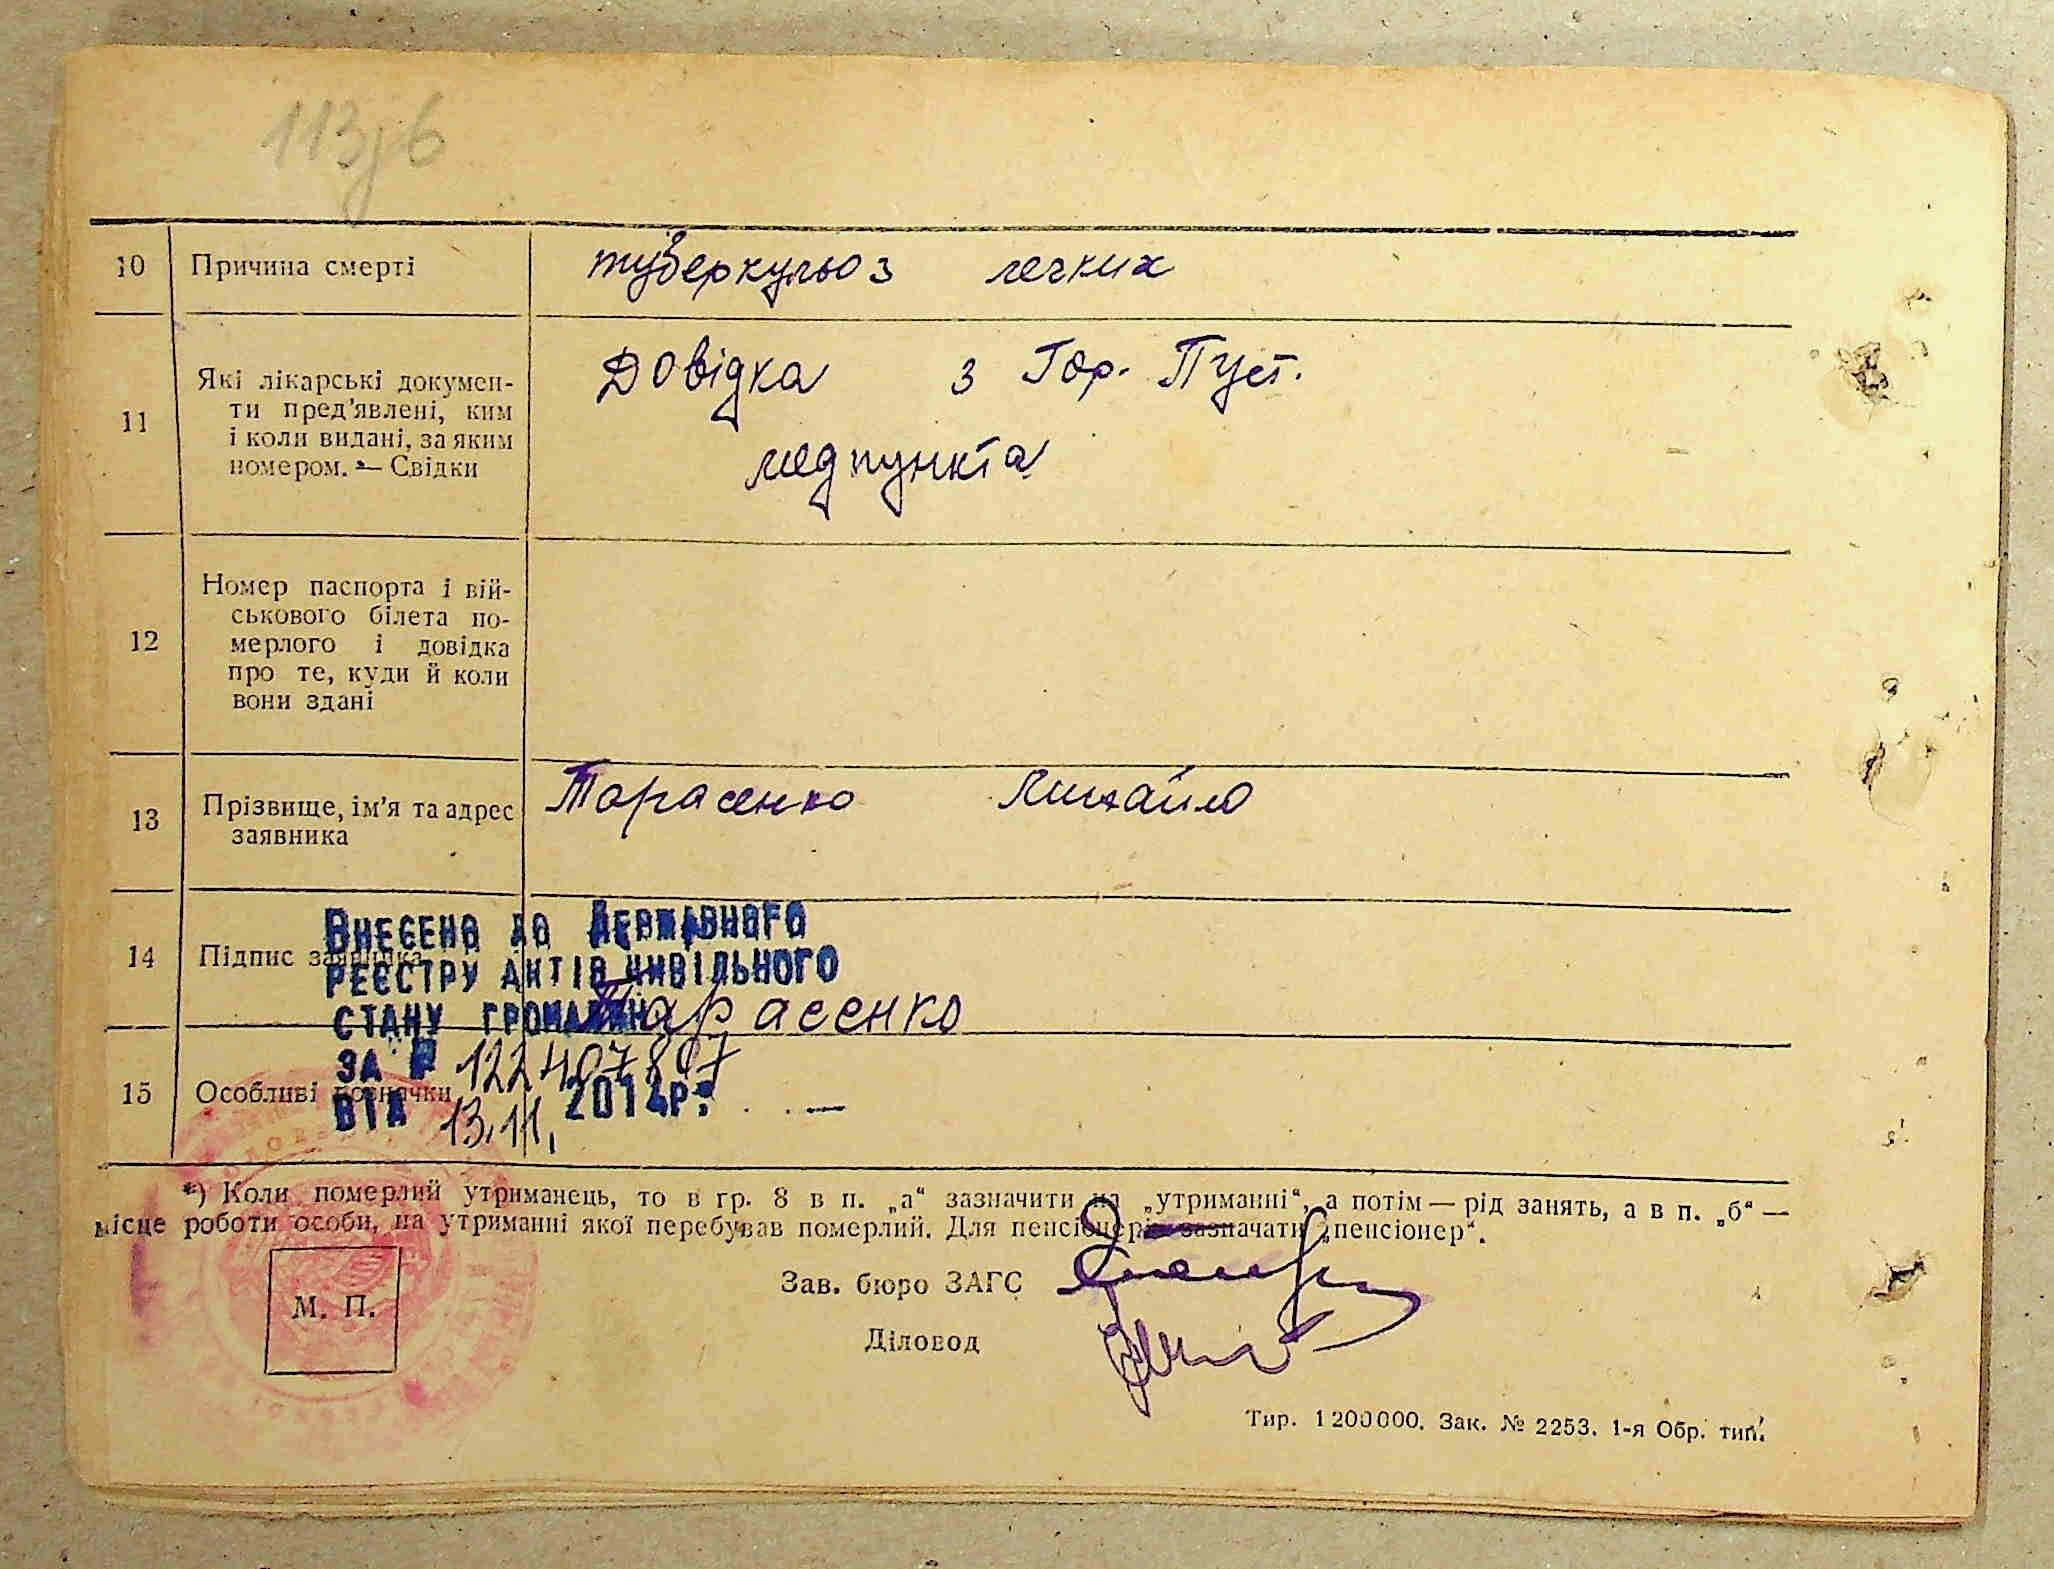 10 Причина смерті туберкульоз легких
11 Які лікарські докумен-
ти пред'явлені, ким
і коли видані, за яким
номером. — Свідки
Довідка з Гор. Пуст.
медпункта
12 Номер паспорта і вій-
ськового білета по-
мерлого і довідка
про те, куди й коли
вони здані
13 Прізвище, ім'я та адрес
заявника
Тарасенко Михайло
14 Підпис заявника
Тарасенко
ВНЕСЕНО ДО ДЕРЖАВНОГО
РЕЄСТРУ АКТІВ ЦИВІЛЬНОГО
СТАНУ ГРОМАДЯН
ЗА №
ВІД 13.11. 2014р.
15 Особливі позначки —
*) Коли померлий утриманець, то в гр. 8 в п. „а“ зазначити на „утриманні“, а потім — рід занять, а в п. „б“ —
місце роботи особи, на утриманні якої перебував померлий. Для пенсіонерів зазначати „пенсіонер“.
Зав. бюро ЗАГС
М. П.
Діловод
Тир. 1200000. Зак. № 2253. 1-я Обр. тип.